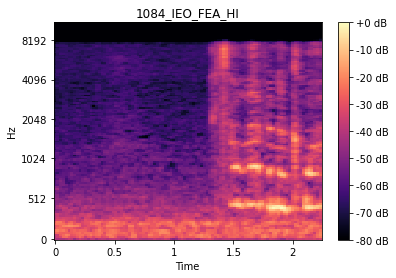 1084_IEO_FEA_HI
Hz
8192
4096
2048
1024
512
0
0
0.5
1
1.5
2
Time
+0 dB
-10 dB
-20 dB
-30 dB
-40 dB
-50 dB
-60 dB
-70 dB
-80 dB